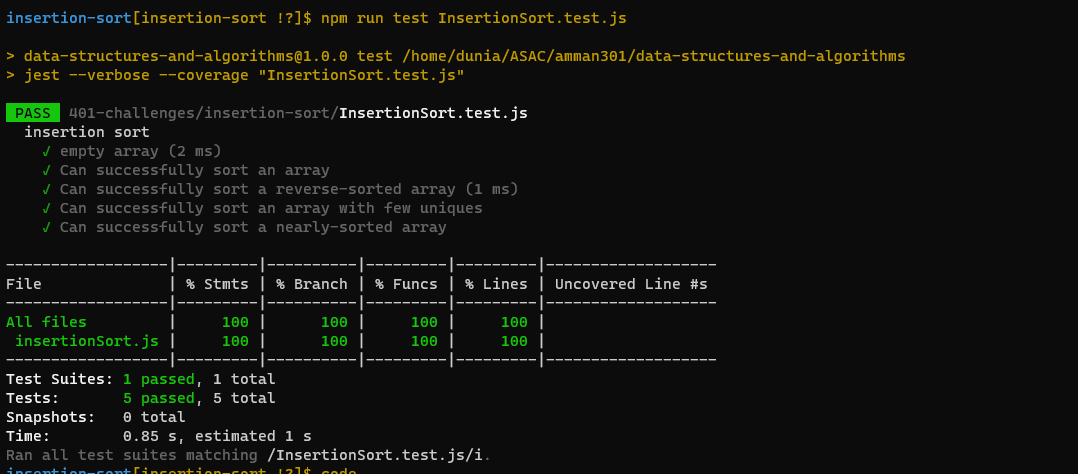 insertion-sort[insertion-sort !?]$ npm run test InsertionSort.test.js
> data-structures-and-algorithms@1.0.0 test /home/dunia/ASAC/amman301/data-structures-and-algorithms
> jest --verbose --coverage "InsertionSort.test.js"
PASS 401-challenges/insertion-sort/InsertionSort.test.js
insertion sort
✓ empty array (2 ms)
✓ Can successfully sort an array
✓ Can successfully sort a reverse-sorted array (1 ms)
✓ Can successfully sort an array with few uniques
✓ Can successfully sort a nearly-sorted array
------------------|---------|----------|---------|---------|-------------------
File              | % Stmts | % Branch | % Funcs | % Lines | Uncovered Line #s
------------------|---------|----------|---------|---------|-------------------
All files         |     100 |      100 |     100 |     100 |
 insertionSort.js |     100 |      100 |     100 |     100 |
------------------|---------|----------|---------|---------|-------------------
Test Suites: 1 passed, 1 total
Tests:       5 passed, 5 total
Snapshots:   0 total
Time:        0.85 s, estimated 1 s
Ran all test suites matching /InsertionSort.test.js/i.
insertion-sort[insertion-sort !?]$ code